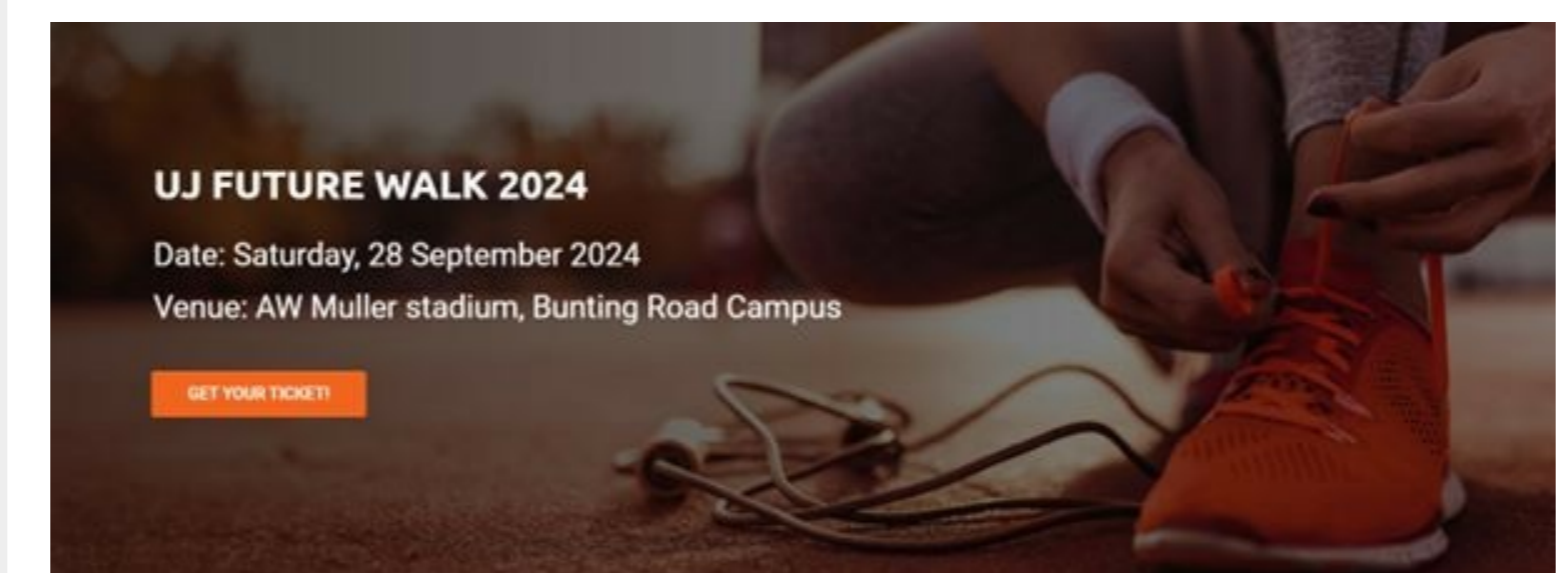 UJ FUTURE WALK 2024
Date: Saturday, 28 September 2024
Venue: AW Muller stadium, Bunting Road Campus
GET YOUR TICKET!